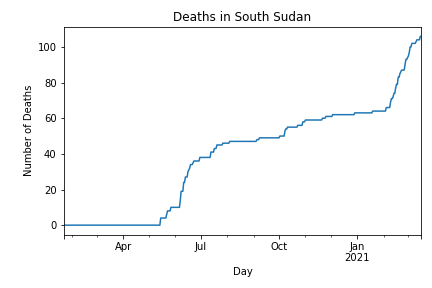 Deaths in South Sudan
Number of Deaths
100
80
60
40
20
0
Apr
Jul
Oct
Jan
2021
Day